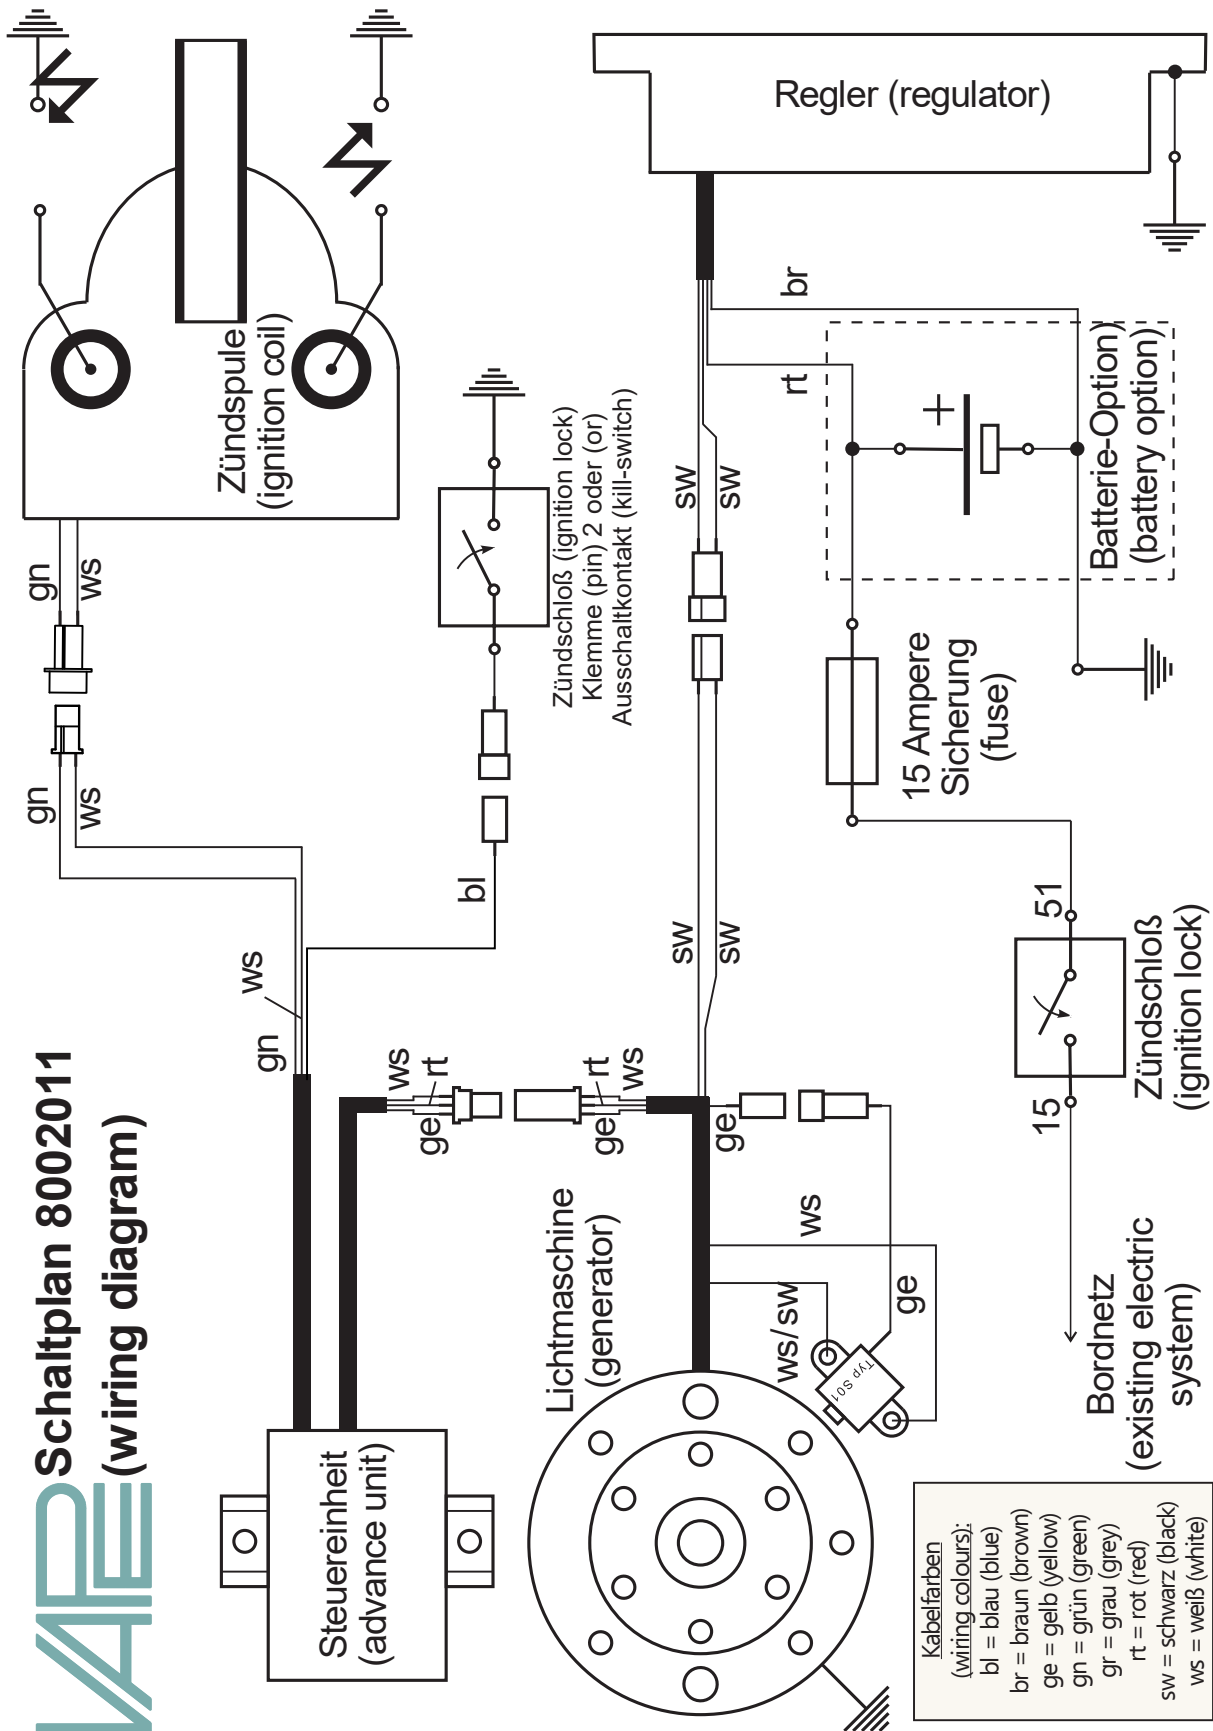 VAPE
Schaltplan 8002011
(wiring diagram)
Steuereinheit
(advance unit)
gn
ws
gn
ws
gn
ws
Zündspule
(ignition coil)
bl
Zündschloß (ignition lock)
Klemme (pin) 2 oder (or)
Ausschaltkontakt (kill-switch)
ws
rt
ge
rt
ws
ge
Lichtmaschine
(generator)
ge
ws
ws/sw
ge
Typ S01
sw
sw
sw
sw
Regler (regulator)
br
rt
+
Batterie-Option
(battery option)
15 Ampere
Sicherung
(fuse)
51
15
Zündschloß
(ignition lock)
Bordnetz
(existing electric
system)
Kabelfarben
(wiring colours):
bl = blau (blue)
br = braun (brown)
ge = gelb (yellow)
gn = grün (green)
gr = grau (grey)
rt = rot (red)
sw = schwarz (black)
ws = weiß (white)